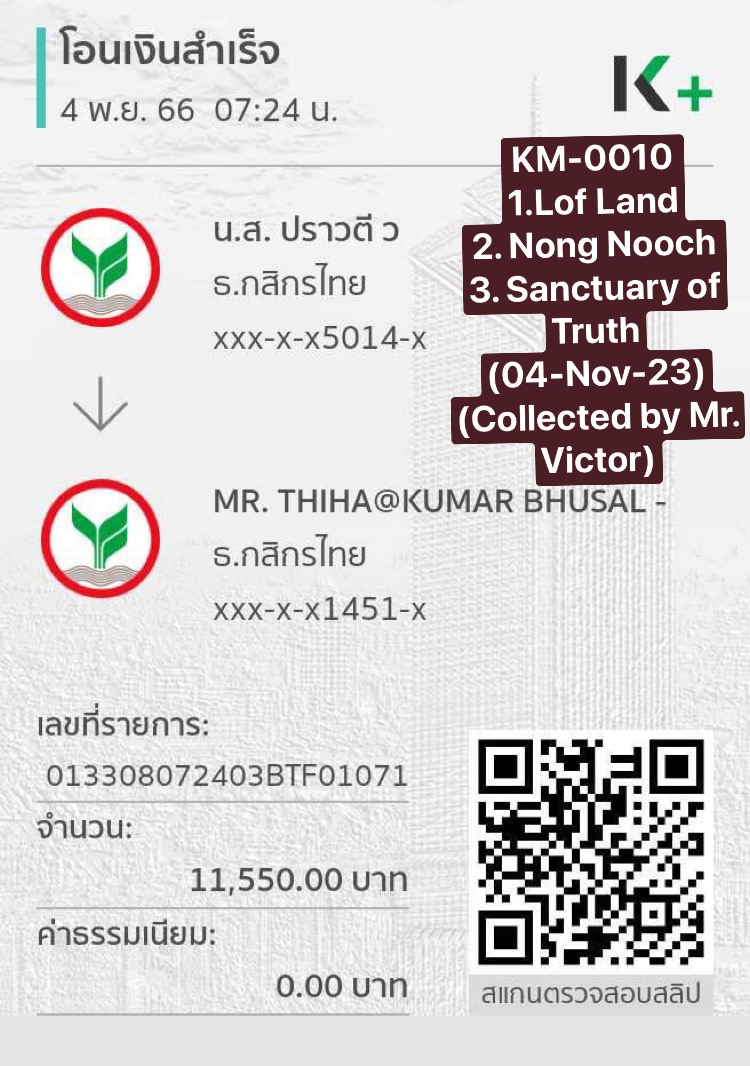 โอนเงินสำเร็จ
4 พ.ย. 66 07:24 น.
K+
KM-0010
1.Lof Land
2. Nong Nooch
3. Sanctuary of
Truth
(04-Nov-23)
(Collected by Mr.
Victor)
น.ส. ปราวตี ว
ธ.กสิกรไทย
xxx-x-x5014-x
MR. THIHA@KUMAR BHUSAL -
ธ.กสิกรไทย
xxx-x-x1451-x
เลขที่รายการ:
013308072403BTF01071
จำนวน:
11,550.00 บาท
ค่าธรรมเนียม:
0.00 บาท
สแกนตรวจสอบสลิป